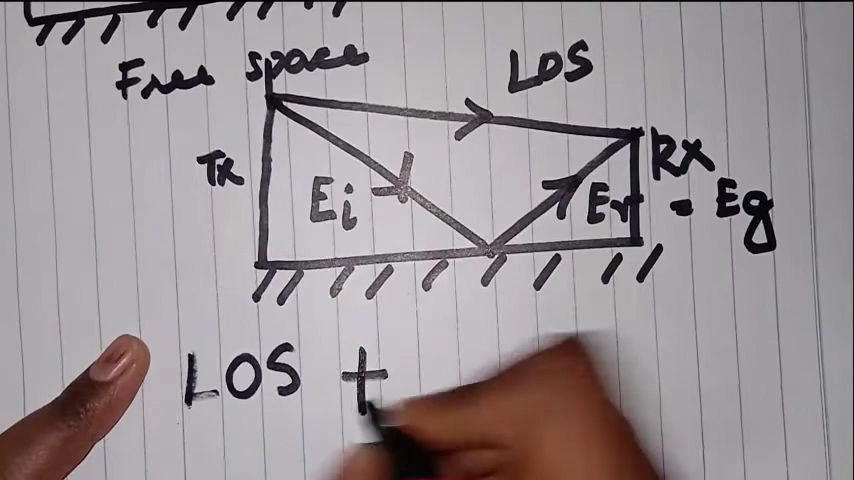 Free space
LOS
Tx
Rx
Ei
Er = Eg
LOS +